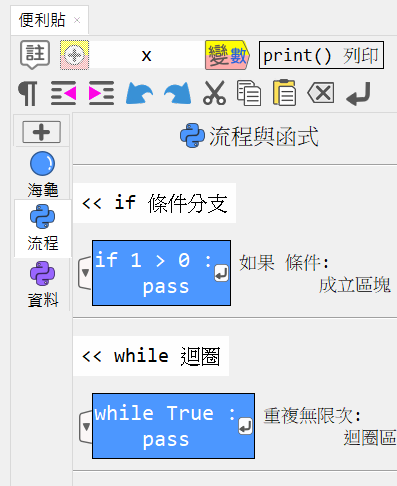 便利貼 ×
註 x 變數 print() 列印
流程與函式
海龜
流程
資料
<< if 條件分支
if 1 > 0 :
pass
如果 條件:
成立區塊
<< while 迴圈
while True :
pass
重複無限次:
迴圈區